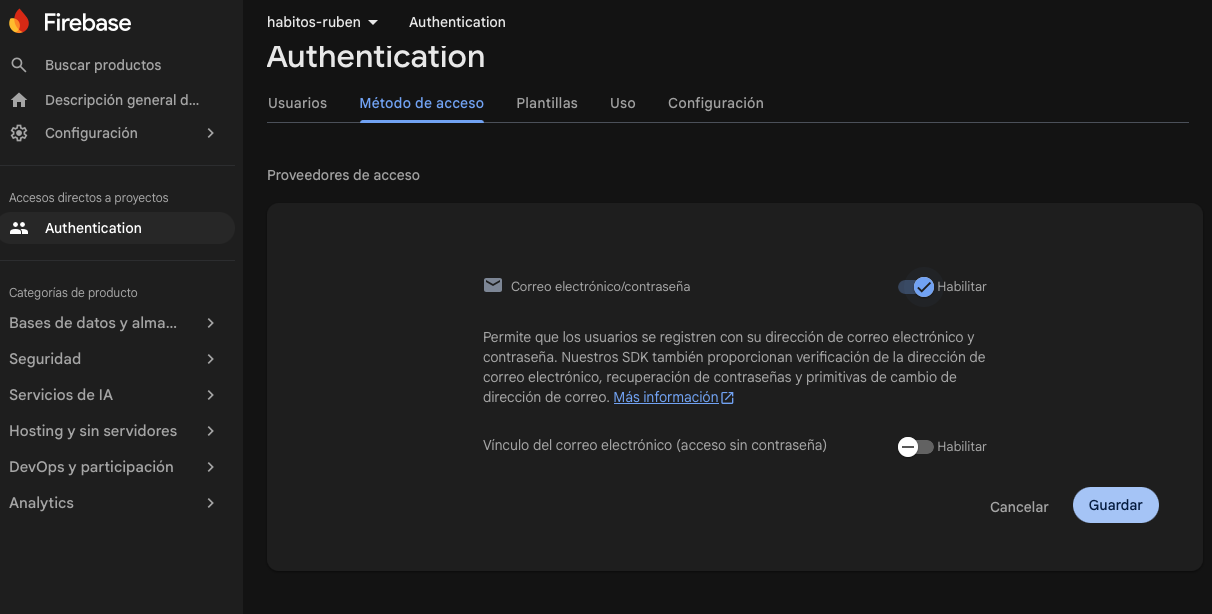 Firebase
Buscar productos
Descripción general d...
Configuración
Accesos directos a proyectos
Authentication
Categorías de producto
Bases de datos y alma...
Seguridad
Servicios de IA
Hosting y sin servidores
DevOps y participación
Analytics
habitos-ruben Authentication
Authentication
Usuarios Método de acceso Plantillas Uso Configuración
Proveedores de acceso
Correo electrónico/contraseña Habilitar
Permite que los usuarios se registren con su dirección de correo electrónico y
contraseña. Nuestros SDK también proporcionan verificación de la dirección de
correo electrónico, recuperación de contraseñas y primitivas de cambio de
dirección de correo. Más información
Vínculo del correo electrónico (acceso sin contraseña) Habilitar
Cancelar Guardar